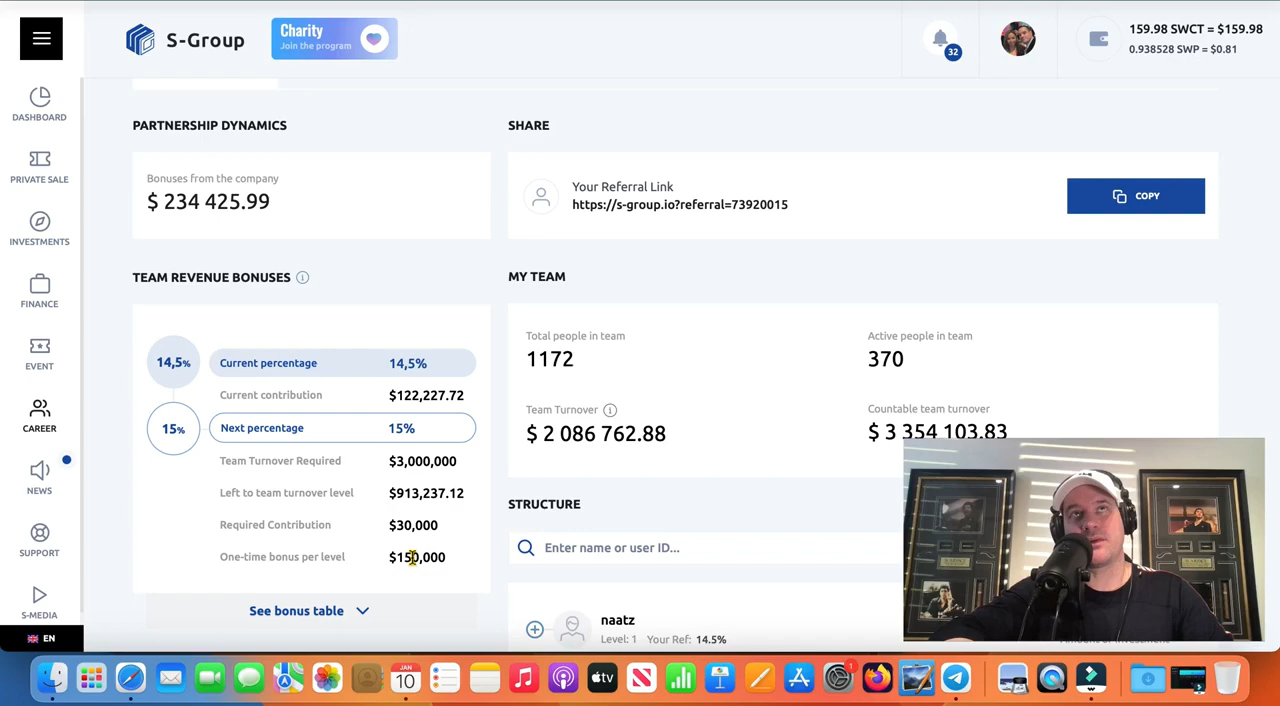 S-Group
Charity
Join the program
32
159.98 SWCT = $159.98
0.938528 SWP = $0.81
DASHBOARD
PRIVATE SALE
INVESTMENTS
FINANCE
EVENT
CAREER
NEWS
SUPPORT
S-MEDIA
EN
PARTNERSHIP DYNAMICS
Bonuses from the company
$ 234 425.99
SHARE
Your Referral Link
https://s-group.io?referral=73920015
COPY
TEAM REVENUE BONUSES
14,5%
Current percentage 14,5%
Current contribution $122,227.72
15%
Next percentage 15%
Team Turnover Required $3,000,000
Left to team turnover level $913,237.12
Required Contribution $30,000
One-time bonus per level $150,000
See bonus table
MY TEAM
Total people in team
1172
Active people in team
370
Team Turnover
$ 2 086 762.88
Countable team turnover
$ 3 354 103.83
STRUCTURE
Enter name or user ID...
naatz
Level: 1 Your Ref: 14.5%
JAN
10
tv
1